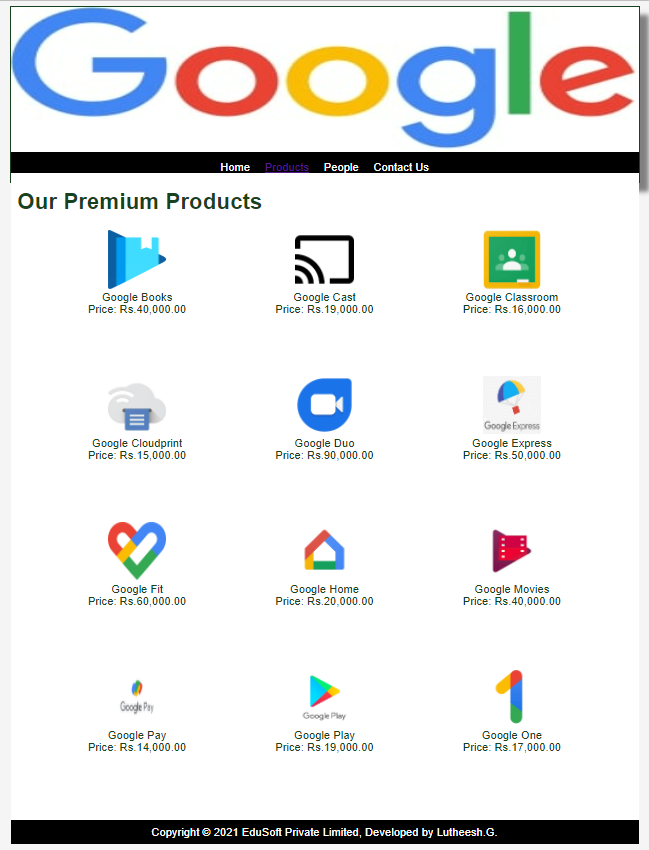 Google
Home Products People Contact Us
Our Premium Products
Google Books
Price: Rs.40,000.00
Google Cast
Price: Rs.19,000.00
Google Classroom
Price: Rs.16,000.00
Google Cloudprint
Price: Rs.15,000.00
Google Duo
Price: Rs.90,000.00
Google Express
Google Express
Price: Rs.50,000.00
Google Fit
Price: Rs.60,000.00
Google Home
Price: Rs.20,000.00
Google Movies
Price: Rs.40,000.00
Google Pay
Google Pay
Price: Rs.14,000.00
Google Play
Google Play
Price: Rs.19,000.00
Google One
Price: Rs.17,000.00
Copyright © 2021 EduSoft Private Limited, Developed by Lutheesh.G.